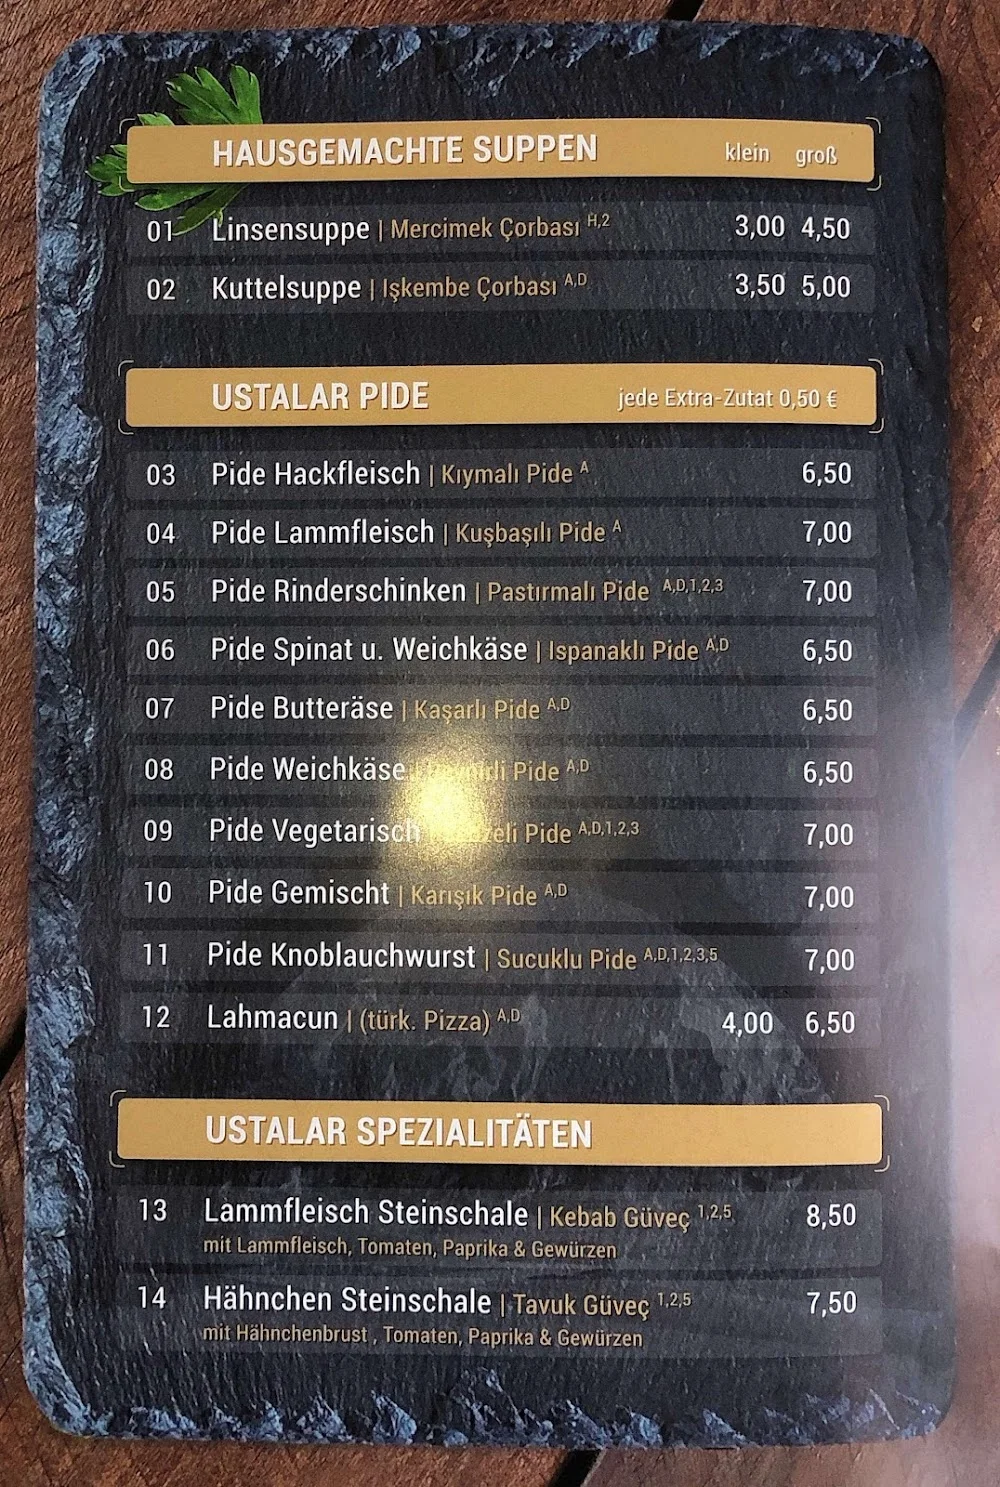 HAUSGEMACHTE SUPPEN klein groß
01 Linsensuppe | Mercimek Çorbası H,2 3,00 4,50
02 Kuttelsuppe | Işkembe Çorbası A,D 3,50 5,00
USTALAR PIDE jede Extra-Zutat 0,50 €
03 Pide Hackfleisch | Kıymalı Pide A 6,50
04 Pide Lammfleisch | Kuşbaşılı Pide A 7,00
05 Pide Rinderschinken | Pastırmalı Pide A,D,1,2,3 7,00
06 Pide Spinat u. Weichkäse | Ispanaklı Pide A,D 6,50
07 Pide Butteräse | Kaşarlı Pide A,D 6,50
08 Pide Weichkäse Pide A,D 6,50
09 Pide Vegetarisch Pide A,D,1,2,3 7,00
10 Pide Gemischt | Karışık Pide A,D 7,00
11 Pide Knoblauchwurst | Sucuklu Pide A,D,1,2,3,5 7,00
12 Lahmacun | (türk. Pizza) A,D 4,00 6,50
USTALAR SPEZIALITÄTEN
13 Lammfleisch Steinschale | Kebab Güveç 1,2,5 8,50
mit Lammfleisch, Tomaten, Paprika & Gewürzen
14 Hähnchen Steinschale | Tavuk Güveç 1,2,5 7,50
mit Hähnchenbrust , Tomaten, Paprika & Gewürzen